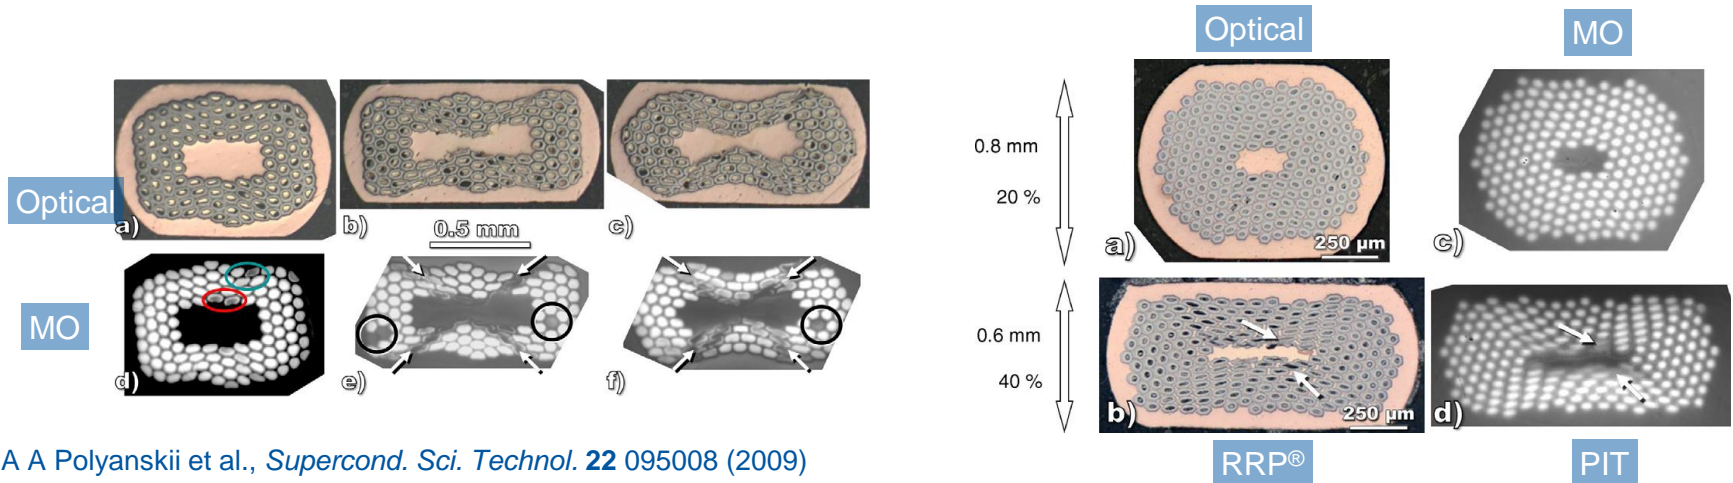 Optical
a)
b)
c)
0.5 mm
MO
d)
e)
f)
A A Polyanskii et al., Supercond. Sci. Technol. 22 095008 (2009)
Optical
MO
0.8 mm
20 %
a)
250 µm
c)
0.6 mm
40 %
b)
250 µm
d)
RRP®
PIT